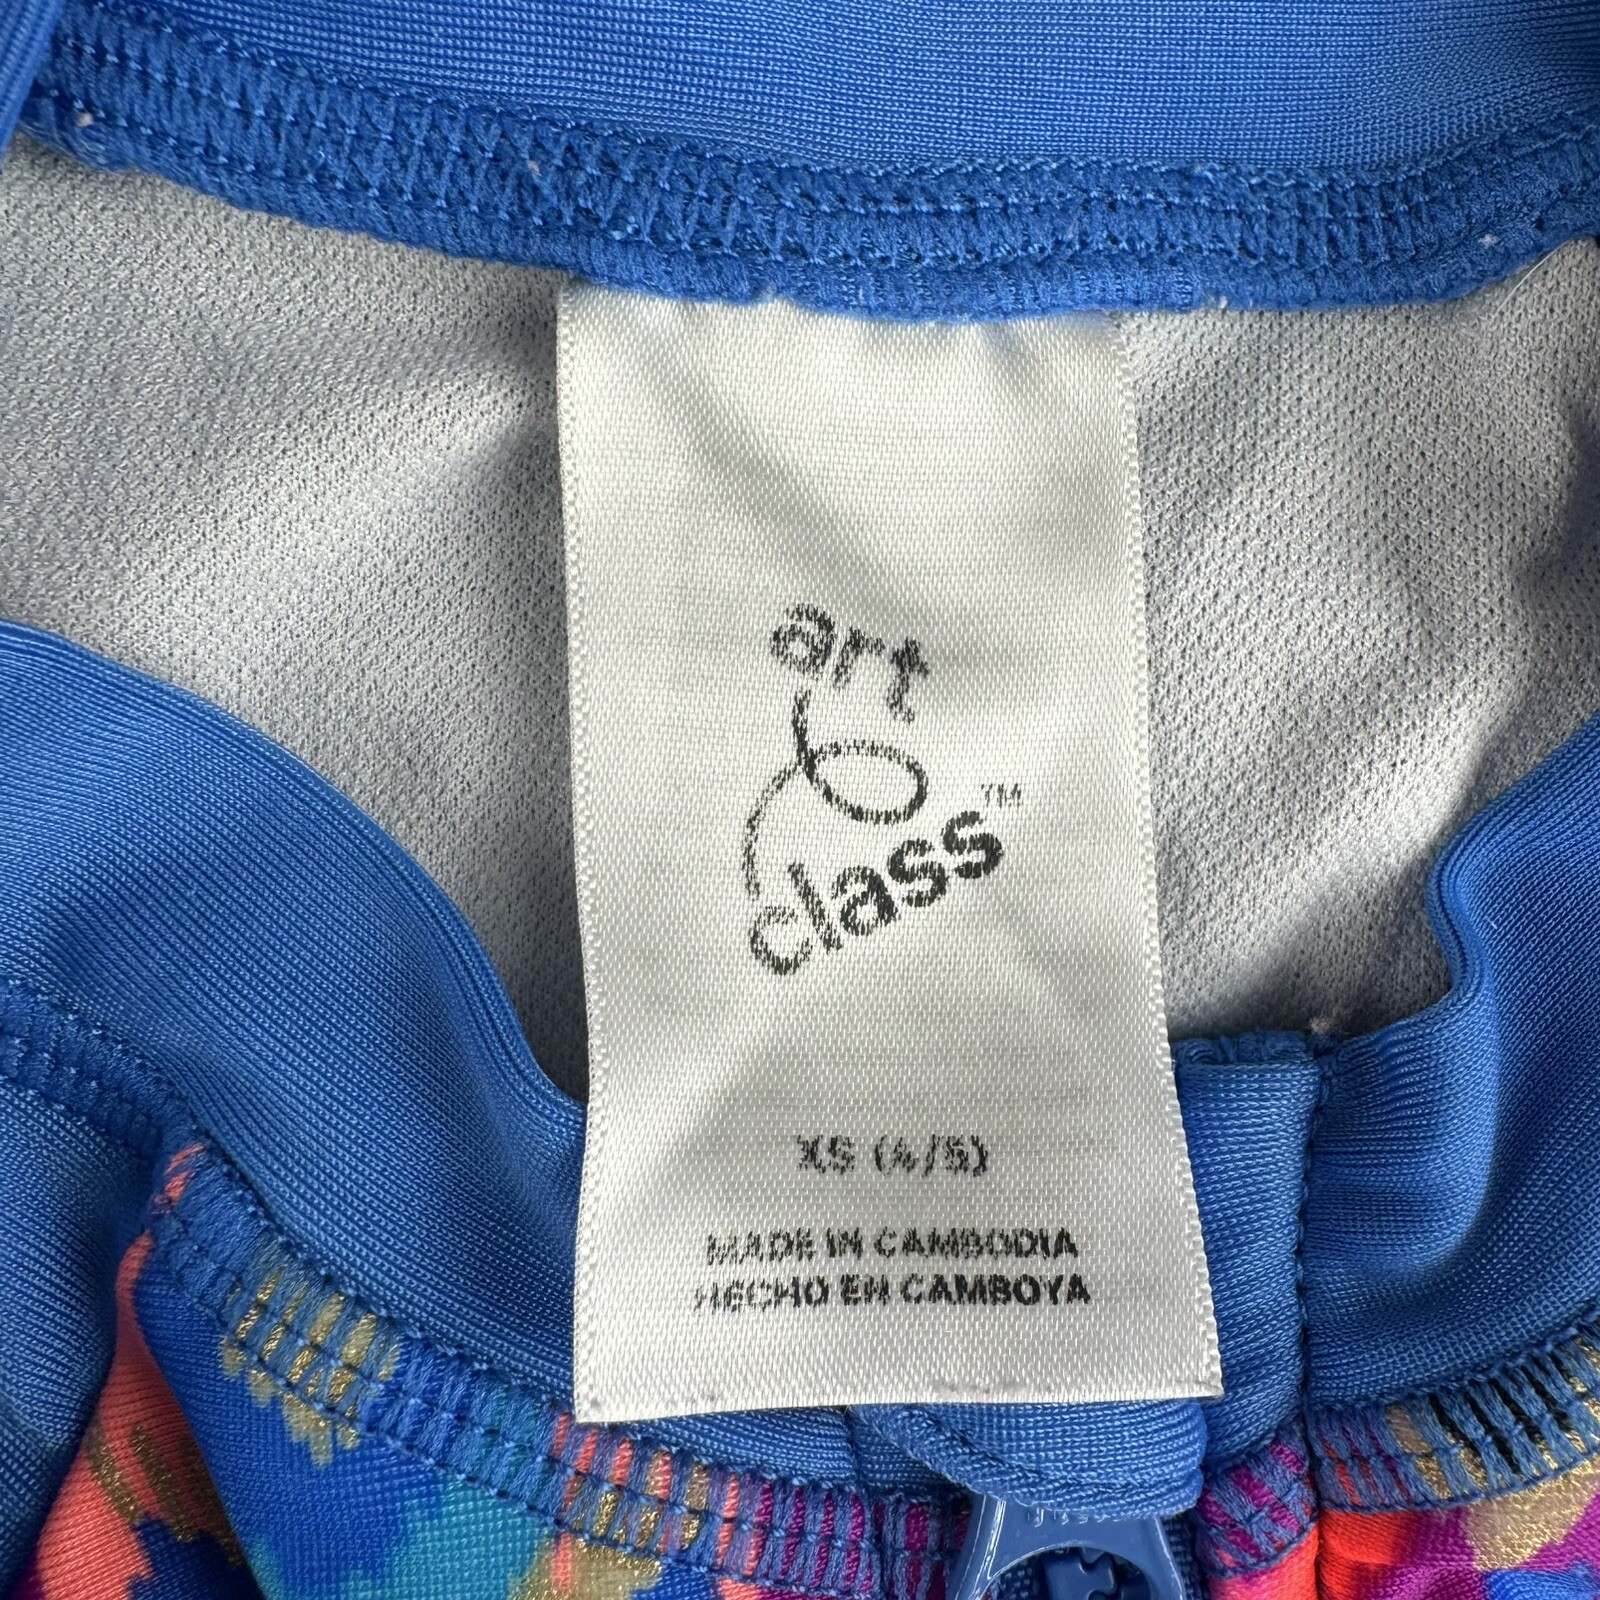 art
class™
XS (4/5)
MADE IN CAMBODIA
HECHO EN CAMBOYA